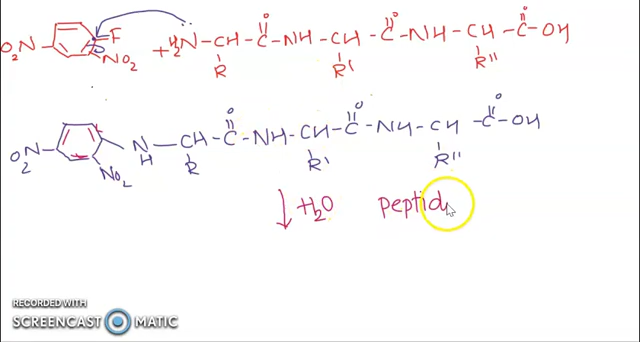 O₂N F NO₂ + H₂N-CH-C-NH-CH-C-NH-CH-C-OH
O O O
R R' R''
O₂N NO₂ N H CH-C-NH-CH-C-NH-CH C-OH
O O O
R R' R''
↓ H₂O peptid
RECORDED WITH
SCREENCAST MATIC